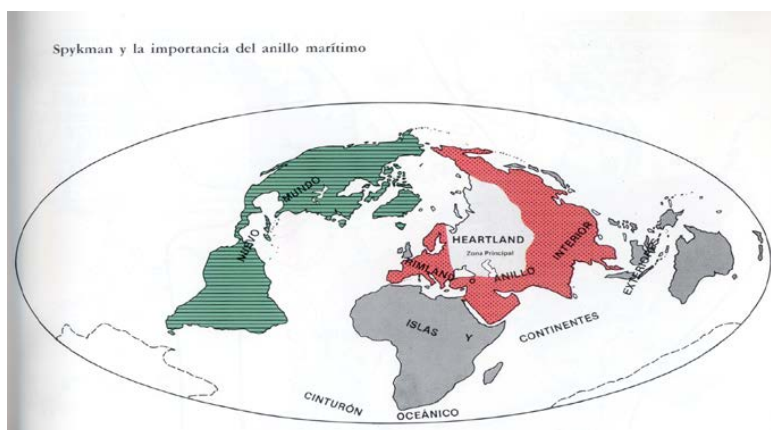 Spykman y la importancia del anillo marítimo
NUEVO MUNDO
HEARTLAND
Zona Principal
RIMLAND ANILLO INTERIOR
ISLAS Y CONTINENTES EXTERIORES
CINTURÓN OCEÁNICO